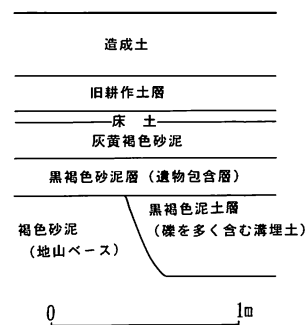 造成土
旧耕作土層
床 土
灰黄褐色砂泥
黒褐色砂泥層(遺物包含層)
黒褐色泥土層
(礫を多く含む溝埋土)
褐色砂泥
(地山ベース)
0 1m